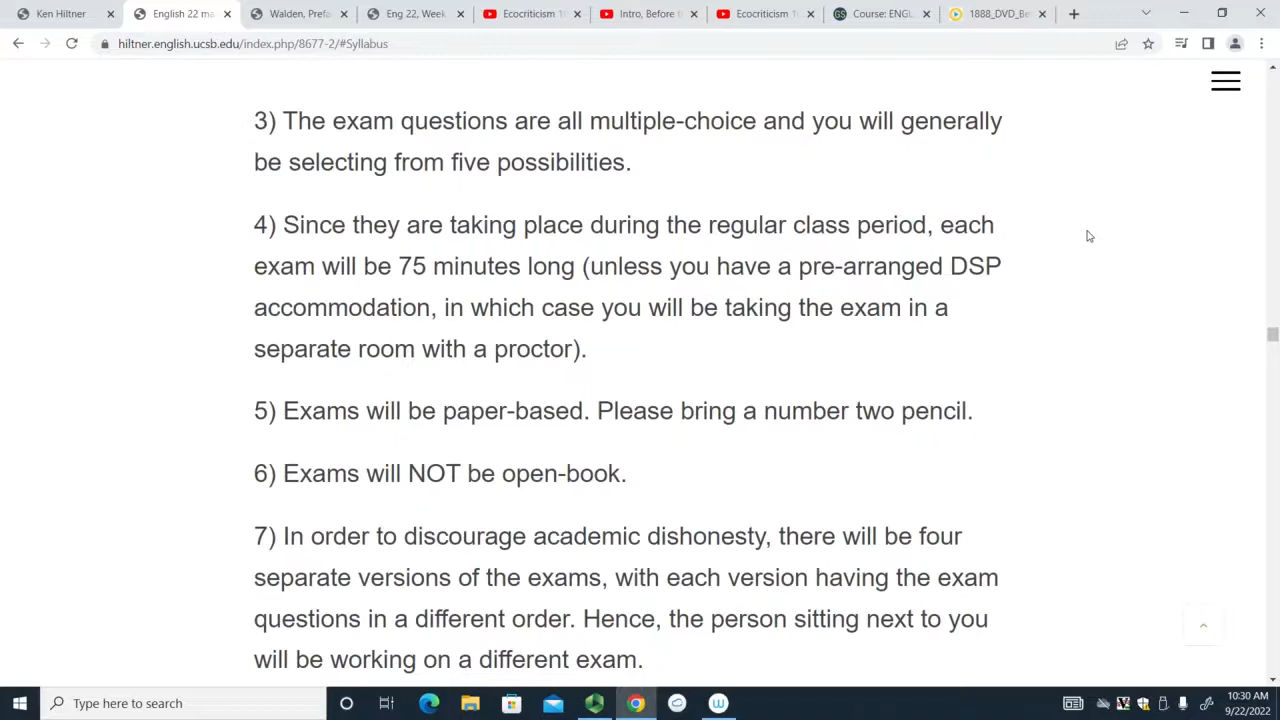 Ken Hiltner
English 22 ma
Walden, Prefa
Eng 22, Week
Ecocriticism 1
Intro, Before t
Ecocriticism 1
Course: ENGL
1888_DVD_Be
hiltner.english.ucsb.edu/index.php/8677-2/#Syllabus
3) The exam questions are all multiple-choice and you will generally
be selecting from five possibilities.
4) Since they are taking place during the regular class period, each
exam will be 75 minutes long (unless you have a pre-arranged DSP
accommodation, in which case you will be taking the exam in a
separate room with a proctor).
5) Exams will be paper-based. Please bring a number two pencil.
6) Exams will NOT be open-book.
7) In order to discourage academic dishonesty, there will be four
separate versions of the exams, with each version having the exam
questions in a different order. Hence, the person sitting next to you
will be working on a different exam.
Type here to search
10:30 AM
9/22/2022